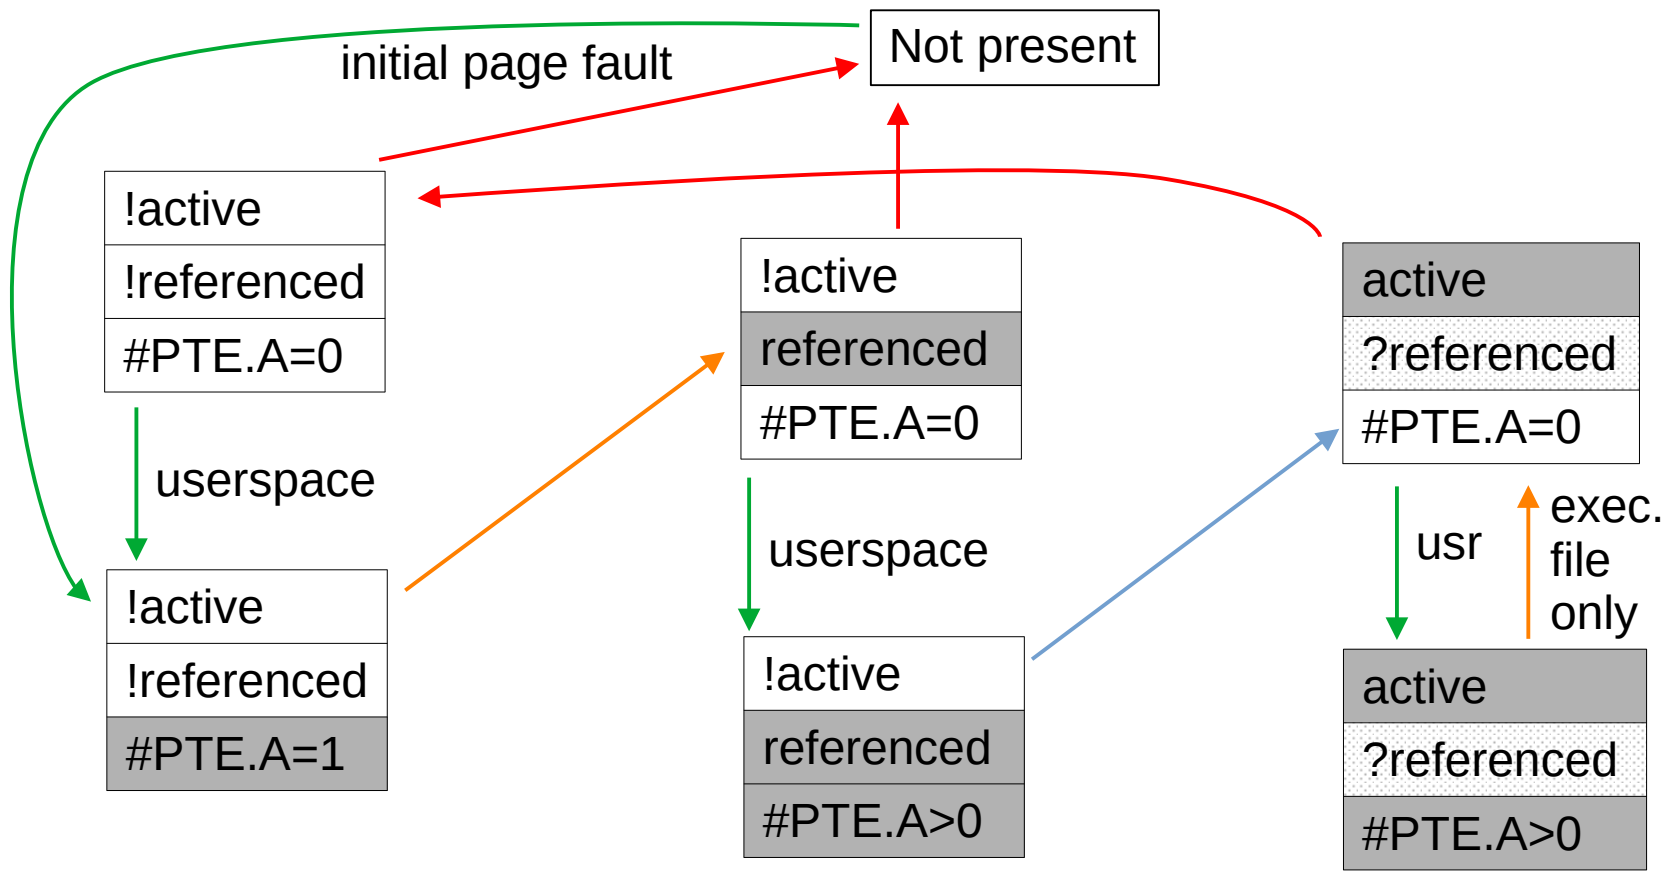 Not present
initial page fault
!active
!referenced
#PTE.A=0
!active
referenced
#PTE.A=0
active
?referenced
#PTE.A=0
userspace
userspace
usr
exec.
file
only
!active
!referenced
#PTE.A=1
!active
referenced
#PTE.A>0
active
?referenced
#PTE.A>0